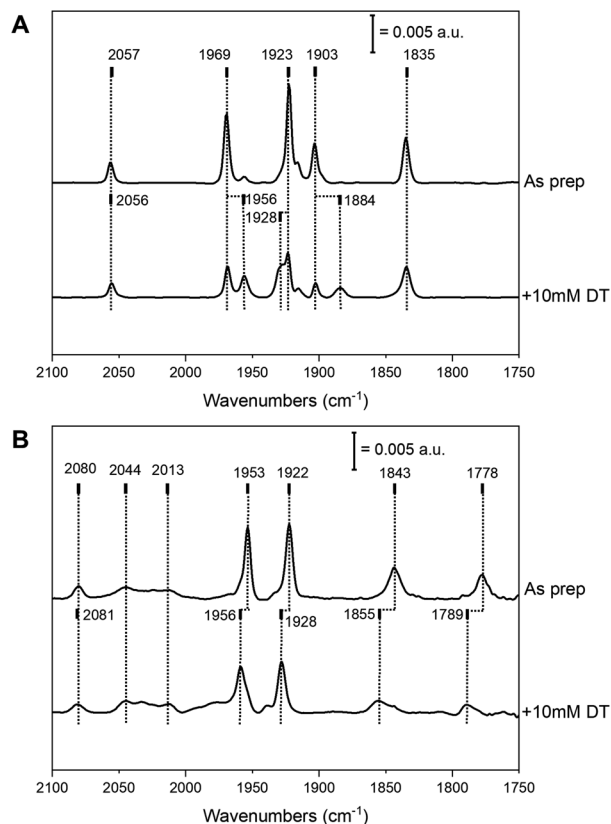 A
= 0.005 a.u.
2057 1969 1923 1903 1835
As prep
2056 1956 1884
1928
+10mM DT
2100 2050 2000 1950 1900 1850 1800 1750
Wavenumbers (cm⁻¹)
B
= 0.005 a.u.
2080 2044 2013 1953 1922 1843 1778
As prep
2081 1956 1928 1855 1789
+10mM DT
2100 2050 2000 1950 1900 1850 1800 1750
Wavenumbers (cm⁻¹)